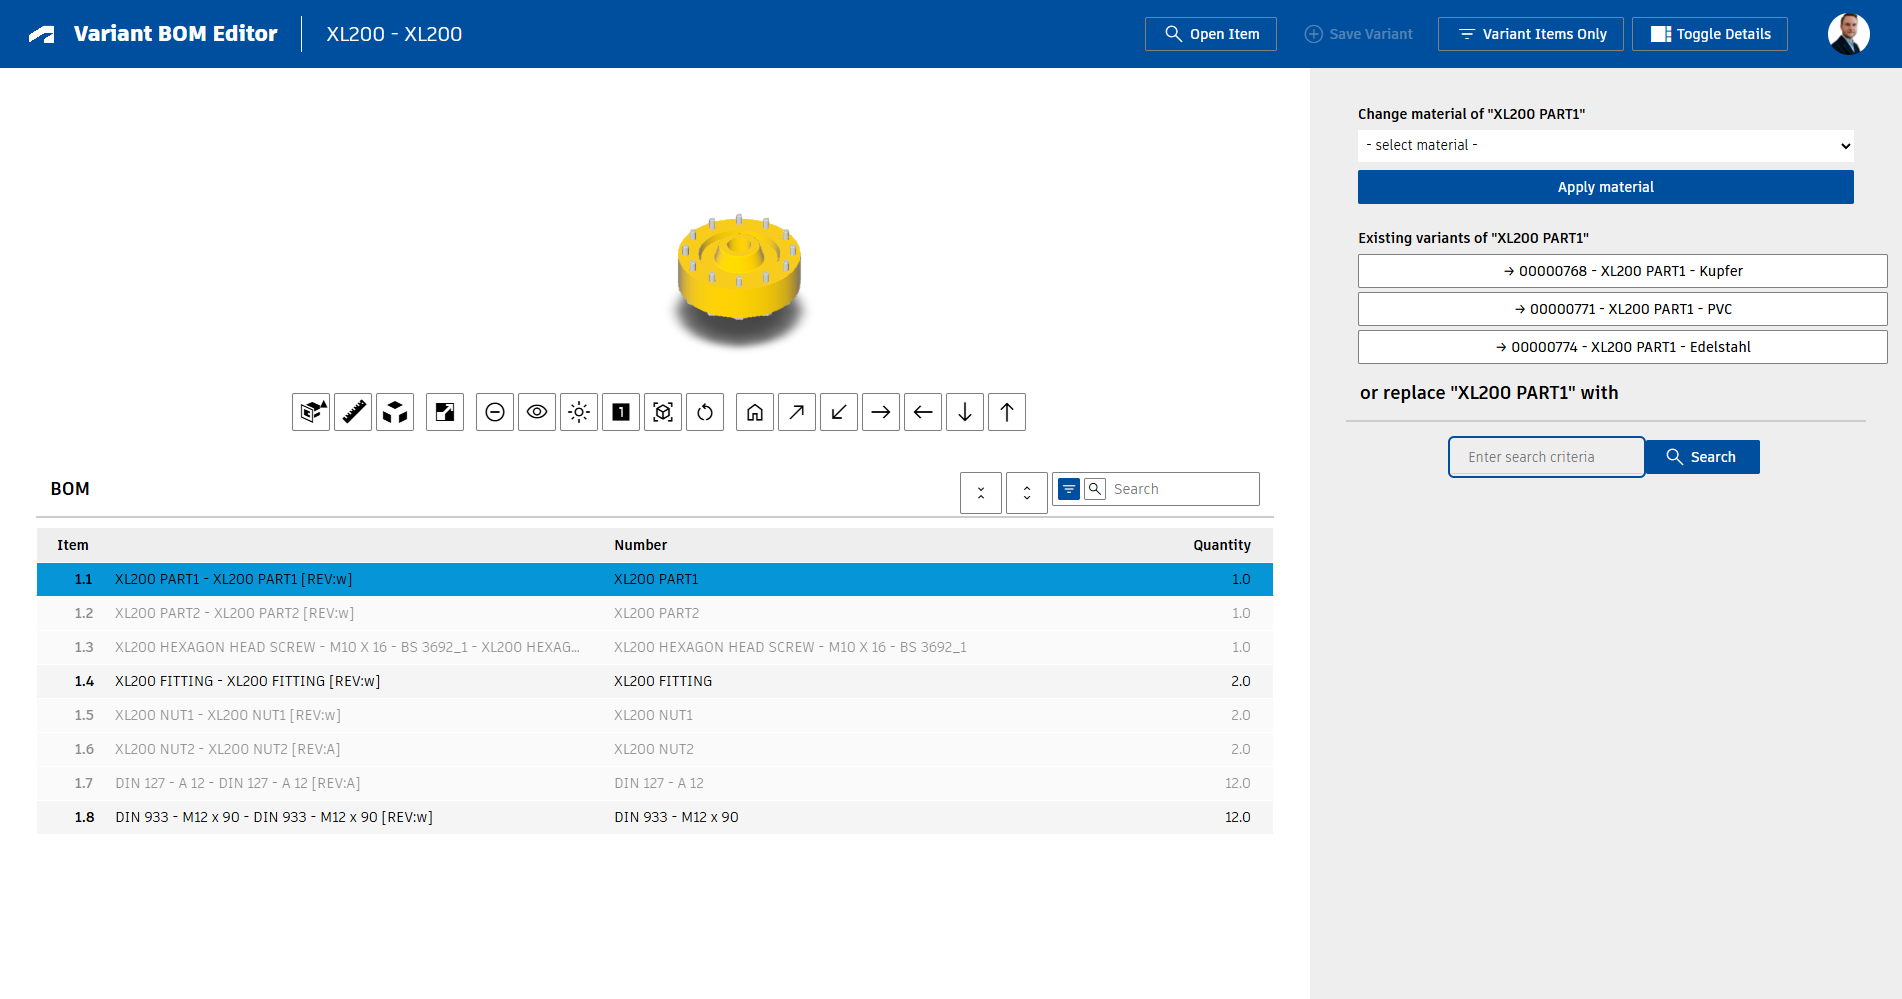 Variant BOM Editor
XL200 - XL200
Open Item
Save Variant
Variant Items Only
Toggle Details
Change material of "XL200 PART1"
- select material -
Apply material
Existing variants of "XL200 PART1"
→ 00000768 - XL200 PART1 - Kupfer
→ 00000771 - XL200 PART1 - PVC
→ 00000774 - XL200 PART1 - Edelstahl
or replace "XL200 PART1" with
Enter search criteria
Search
1
BOM
Search
Item Number Quantity
1.1 XL200 PART1 - XL200 PART1 [REV:w] XL200 PART1 1.0
1.2 XL200 PART2 - XL200 PART2 [REV:w] XL200 PART2 1.0
1.3 XL200 HEXAGON HEAD SCREW - M10 X 16 - BS 3692_1 - XL200 HEXAG... XL200 HEXAGON HEAD SCREW - M10 X 16 - BS 3692_1 1.0
1.4 XL200 FITTING - XL200 FITTING [REV:w] XL200 FITTING 2.0
1.5 XL200 NUT1 - XL200 NUT1 [REV:w] XL200 NUT1 2.0
1.6 XL200 NUT2 - XL200 NUT2 [REV:A] XL200 NUT2 2.0
1.7 DIN 127 - A 12 - DIN 127 - A 12 [REV:A] DIN 127 - A 12 12.0
1.8 DIN 933 - M12 x 90 - DIN 933 - M12 x 90 [REV:w] DIN 933 - M12 x 90 12.0